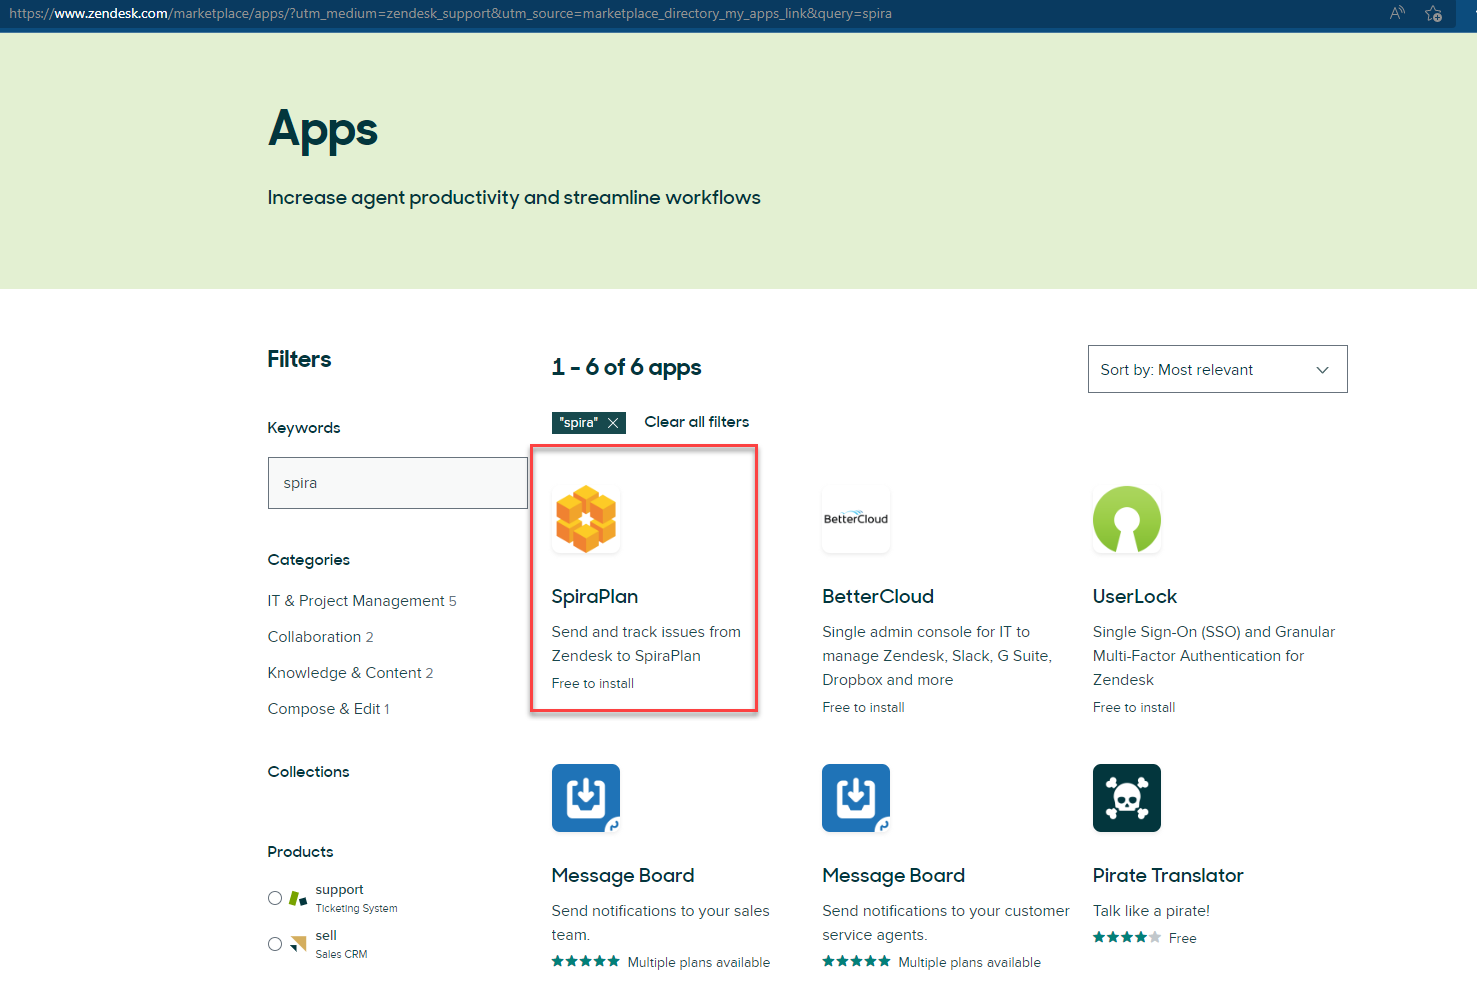 https://www.zendesk.com/marketplace/apps/?utm_medium=zendesk_support&utm_source=marketplace_directory_my_apps_link&query=spira
Apps
Increase agent productivity and streamline workflows
Filters
Keywords
spira
Categories
IT & Project Management 5
Collaboration 2
Knowledge & Content 2
Compose & Edit 1
Collections
Products
support
Ticketing System
sell
Sales CRM
1 - 6 of 6 apps
Sort by: Most relevant
"spira"
Clear all filters
SpiraPlan
Send and track issues from
Zendesk to SpiraPlan
Free to install
BetterCloud
BetterCloud
Single admin console for IT to
manage Zendesk, Slack, G Suite,
Dropbox and more
Free to install
UserLock
Single Sign-On (SSO) and Granular
Multi-Factor Authentication for
Zendesk
Free to install
Message Board
Send notifications to your sales
team.
Multiple plans available
Message Board
Send notifications to your customer
service agents.
Multiple plans available
Pirate Translator
Talk like a pirate!
Free